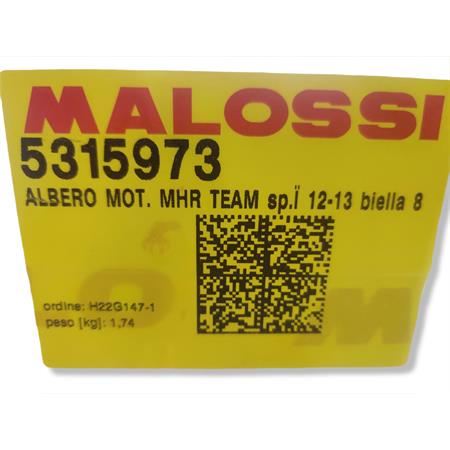 MALOSSI
5315973
ALBERO MOT. MHR TEAM sp.Ï 12-13 biella 8
ordine: H22G147-1
peso [kg]: 1,74